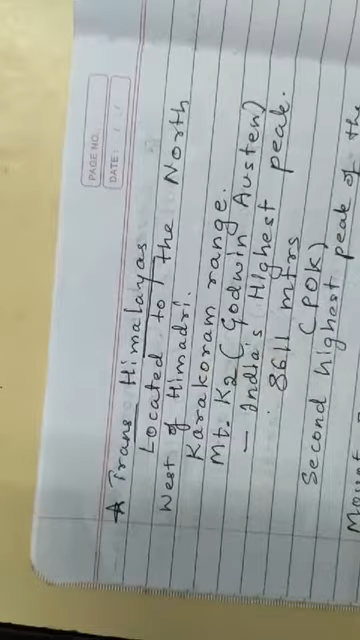 PAGE NO.
DATE: / /
★ Trans Himalayas
Located to the North
West of Himadri.
Karakoram range.
Mt. K2 (Godwin Austen)
— India's Highest peak.
8611 mtrs
(POK)
Second highest peak of the